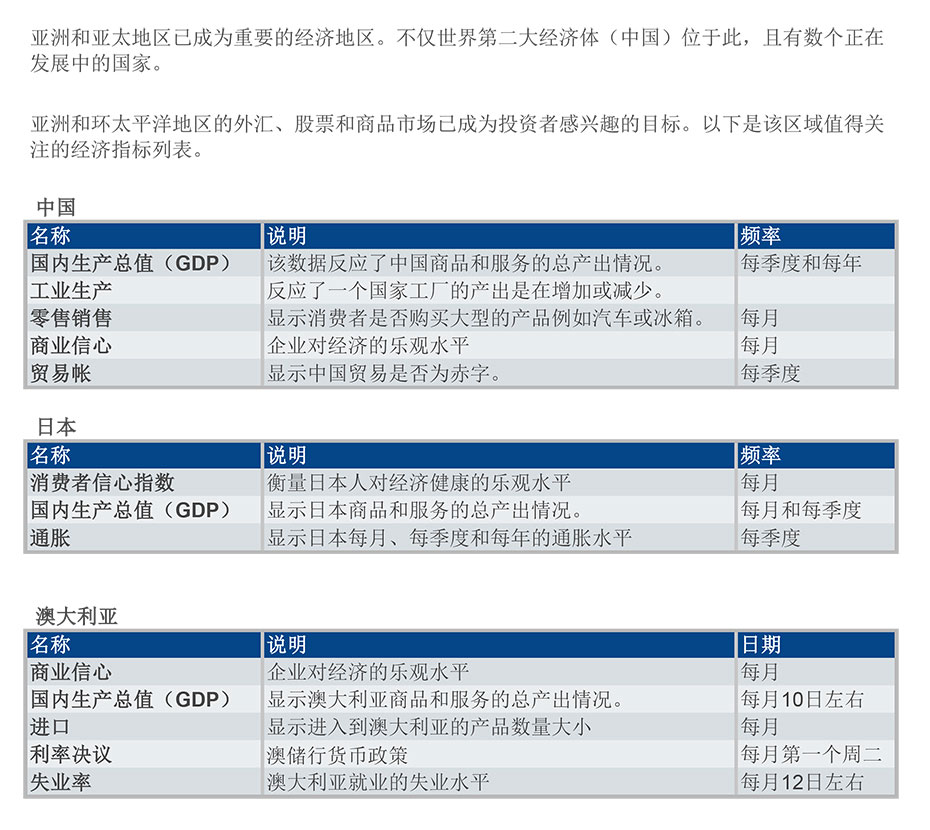 亚洲和亚太地区已成为重要的经济地区。不仅世界第二大经济体（中国）位于此，且有数个正在
发展中的国家。
亚洲和环太平洋地区的外汇、股票和商品市场已成为投资者感兴趣的目标。以下是该区域值得关
注的经济指标列表。
中国
名称 说明 频率
国内生产总值（GDP） 该数据反应了中国商品和服务的总产出情况。 每季度和每年
工业生产 反应了一个国家工厂的产出是在增加或减少。
零售销售 显示消费者是否购买大型的产品例如汽车或冰箱。 每月
商业信心 企业对经济的乐观水平 每月
贸易帐 显示中国贸易是否为赤字。 每季度
日本
名称 说明 频率
消费者信心指数 衡量日本人对经济健康的乐观水平 每月
国内生产总值（GDP） 显示日本商品和服务的总产出情况。 每月和每季度
通胀 显示日本每月、每季度和每年的通胀水平 每季度
澳大利亚
名称 说明 日期
商业信心 企业对经济的乐观水平 每月
国内生产总值（GDP） 显示澳大利亚商品和服务的总产出情况。 每月10日左右
进口 显示进入到澳大利亚的产品数量大小 每月
利率决议 澳储行货币政策 每月第一个周二
失业率 澳大利亚就业的失业水平 每月12日左右